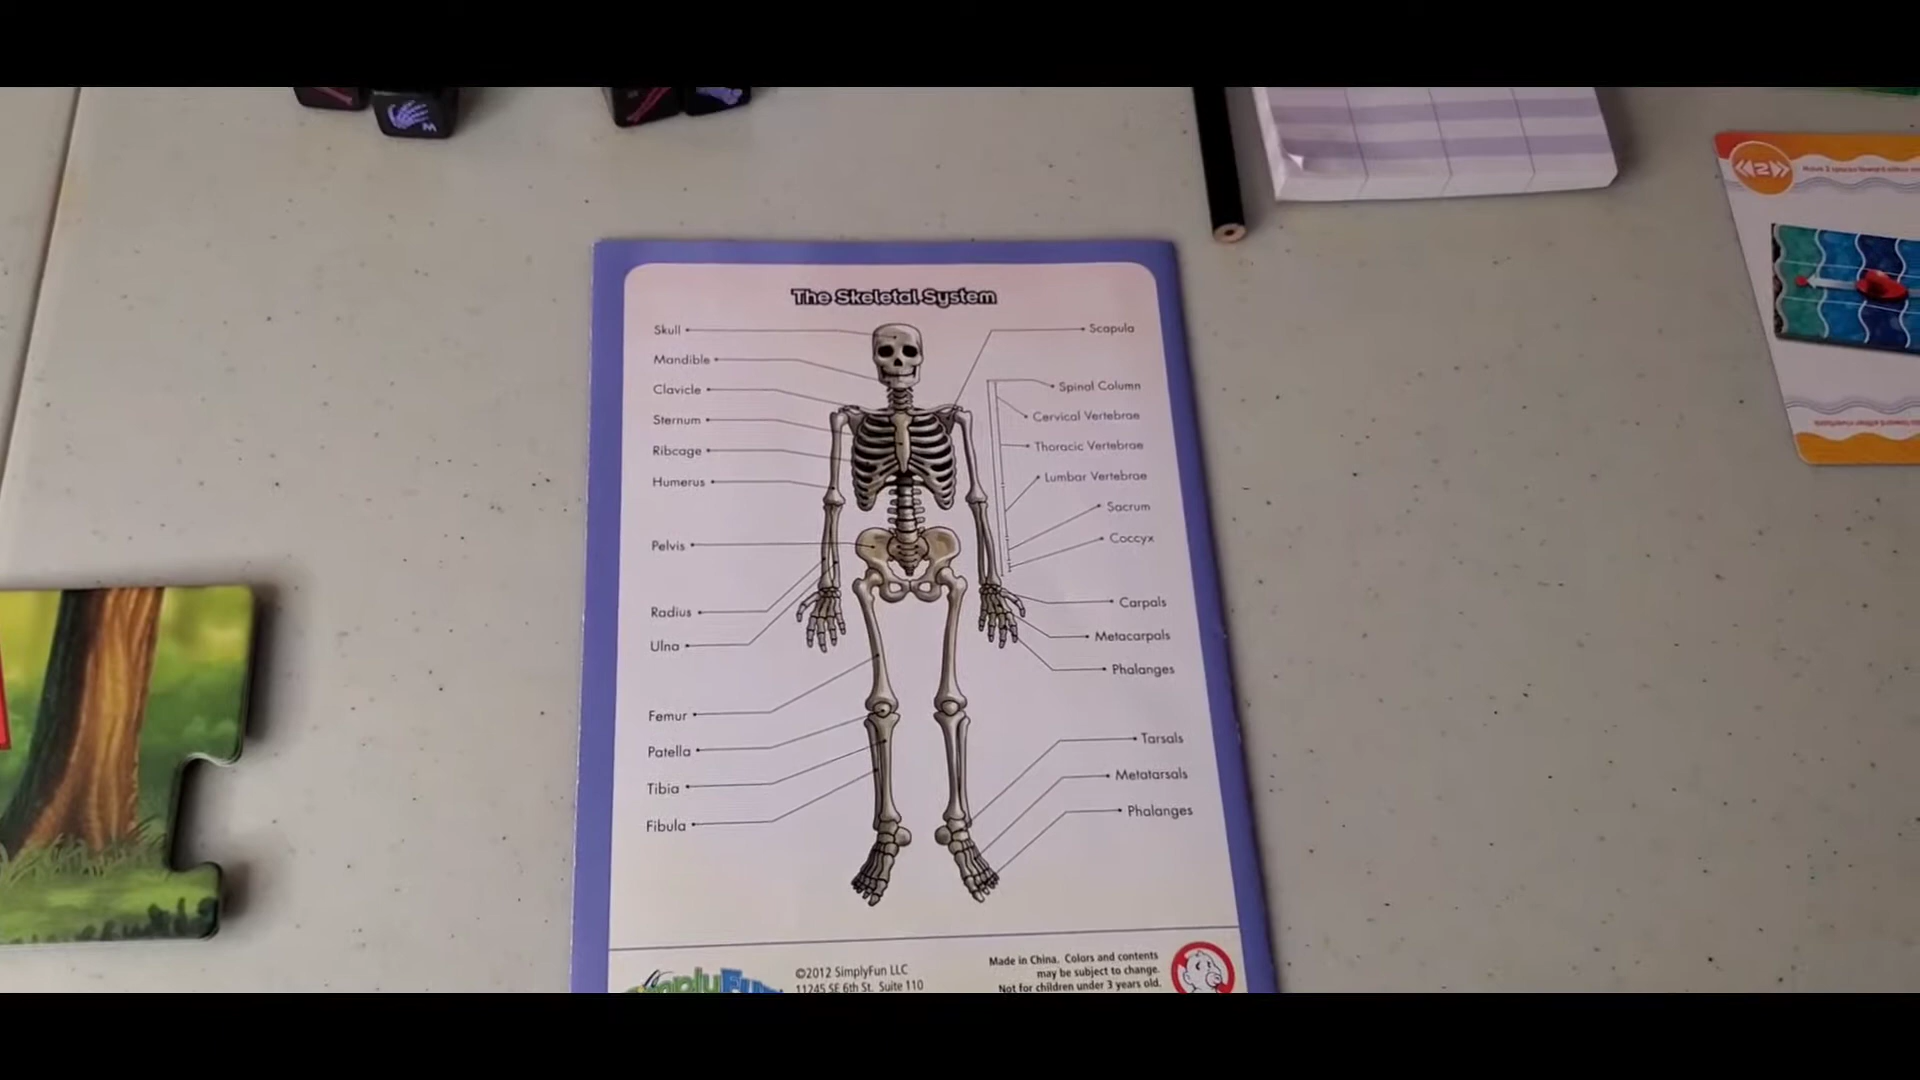 W
2
The Skeletal System
Skull
Mandible
Clavicle
Sternum
Ribcage
Humerus
Pelvis
Radius
Ulna
Femur
Patella
Tibia
Fibula
Scapula
Spinal Column
Cervical Vertebrae
Thoracic Vertebrae
Lumbar Vertebrae
Sacrum
Coccyx
Carpals
Metacarpals
Phalanges
Tarsals
Metatarsals
Phalanges
SimplyFun
©2012 SimplyFun LLC
11245 SE 6th St. Suite 110
Made in China. Colors and contents
may be subject to change.
Not for children under 3 years old.